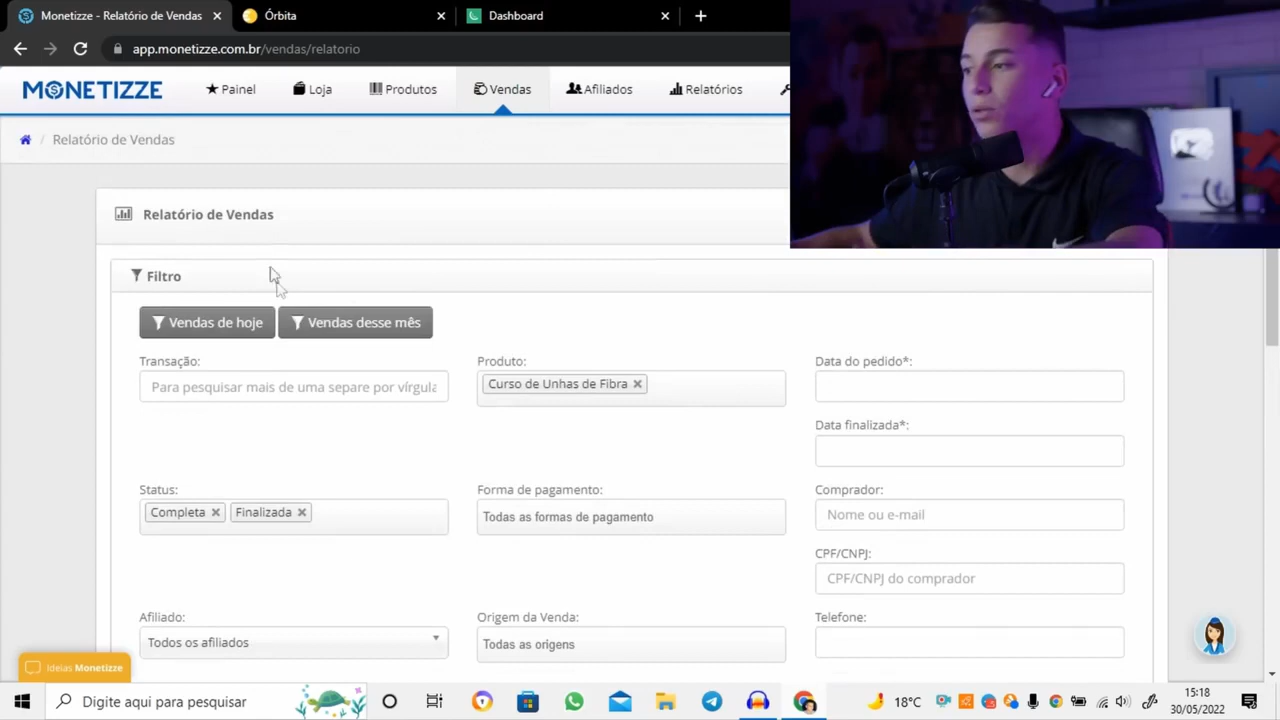 Monetizze - Relatório de Vendas
Órbita
Dashboard
app.monetizze.com.br/vendas/relatorio
MONETIZZE
Painel
Loja
Produtos
Vendas
Afiliados
Relatórios
/ Relatório de Vendas
Relatório de Vendas
Filtro
Vendas de hoje
Vendas desse mês
Transação:
Produto:
Data do pedido*:
Para pesquisar mais de uma separe por vírgula
Curso de Unhas de Fibra
Data finalizada*:
Status:
Forma de pagamento:
Comprador:
Completa
Finalizada
Todas as formas de pagamento
Nome ou e-mail
CPF/CNPJ:
CPF/CNPJ do comprador
Afiliado:
Origem da Venda:
Telefone:
Todos os afiliados
Todas as origens
Ideias Monetizze
Digite aqui para pesquisar
18°C
15:18
30/05/2022